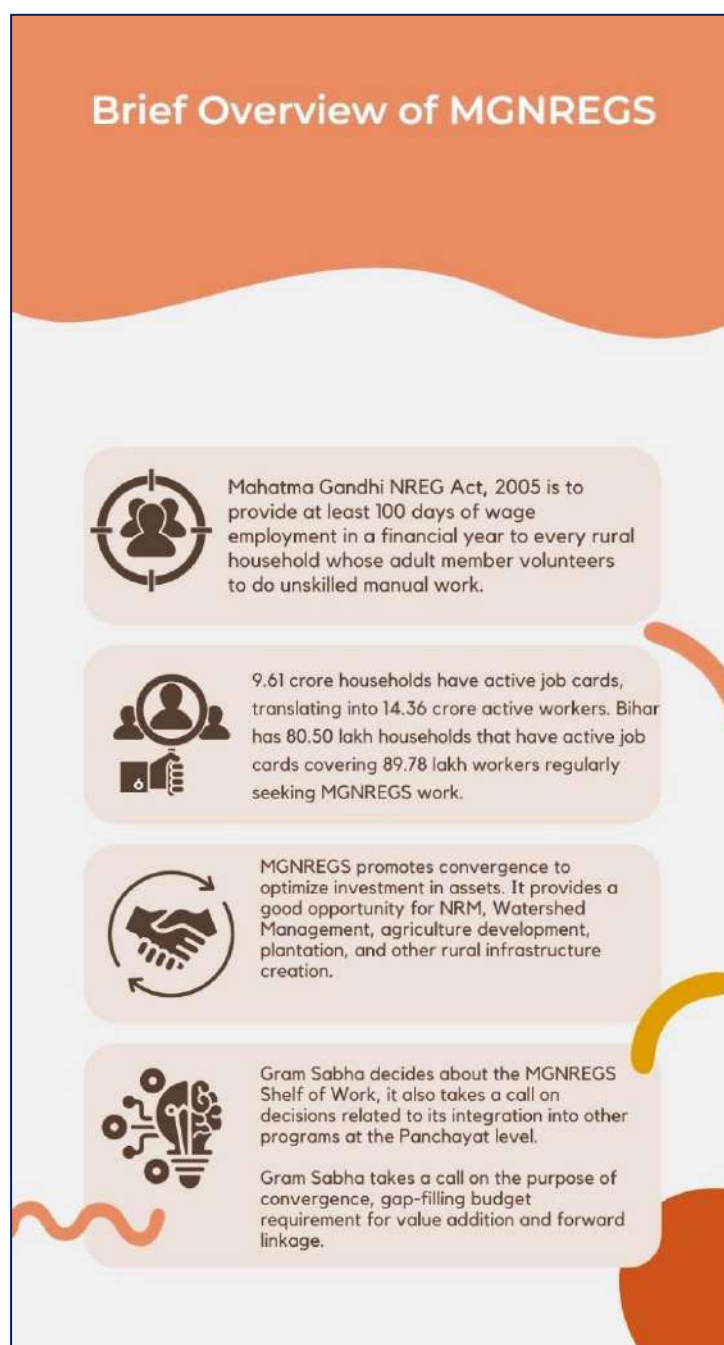 Brief Overview of MGNREGS
Mahatma Gandhi NREG Act, 2005 is to
provide at least 100 days of wage
employment in a financial year to every rural
household whose adult member volunteers
to do unskilled manual work.
9.61 crore households have active job cards,
translating into 14.36 crore active workers. Bihar
has 80.50 lakh households that have active job
cards covering 89.78 lakh workers regularly
seeking MGNREGS work.
MGNREGS promotes convergence to
optimize investment in assets. It provides a
good opportunity for NRM, Watershed
Management, agriculture development,
plantation, and other rural infrastructure
creation.
Gram Sabha decides about the MGNREGS
Shelf of Work, it also takes a call on
decisions related to its integration into other
programs at the Panchayat level.
Gram Sabha takes a call on the purpose of
convergence, gap-filling budget
requirement for value addition and forward
linkage.